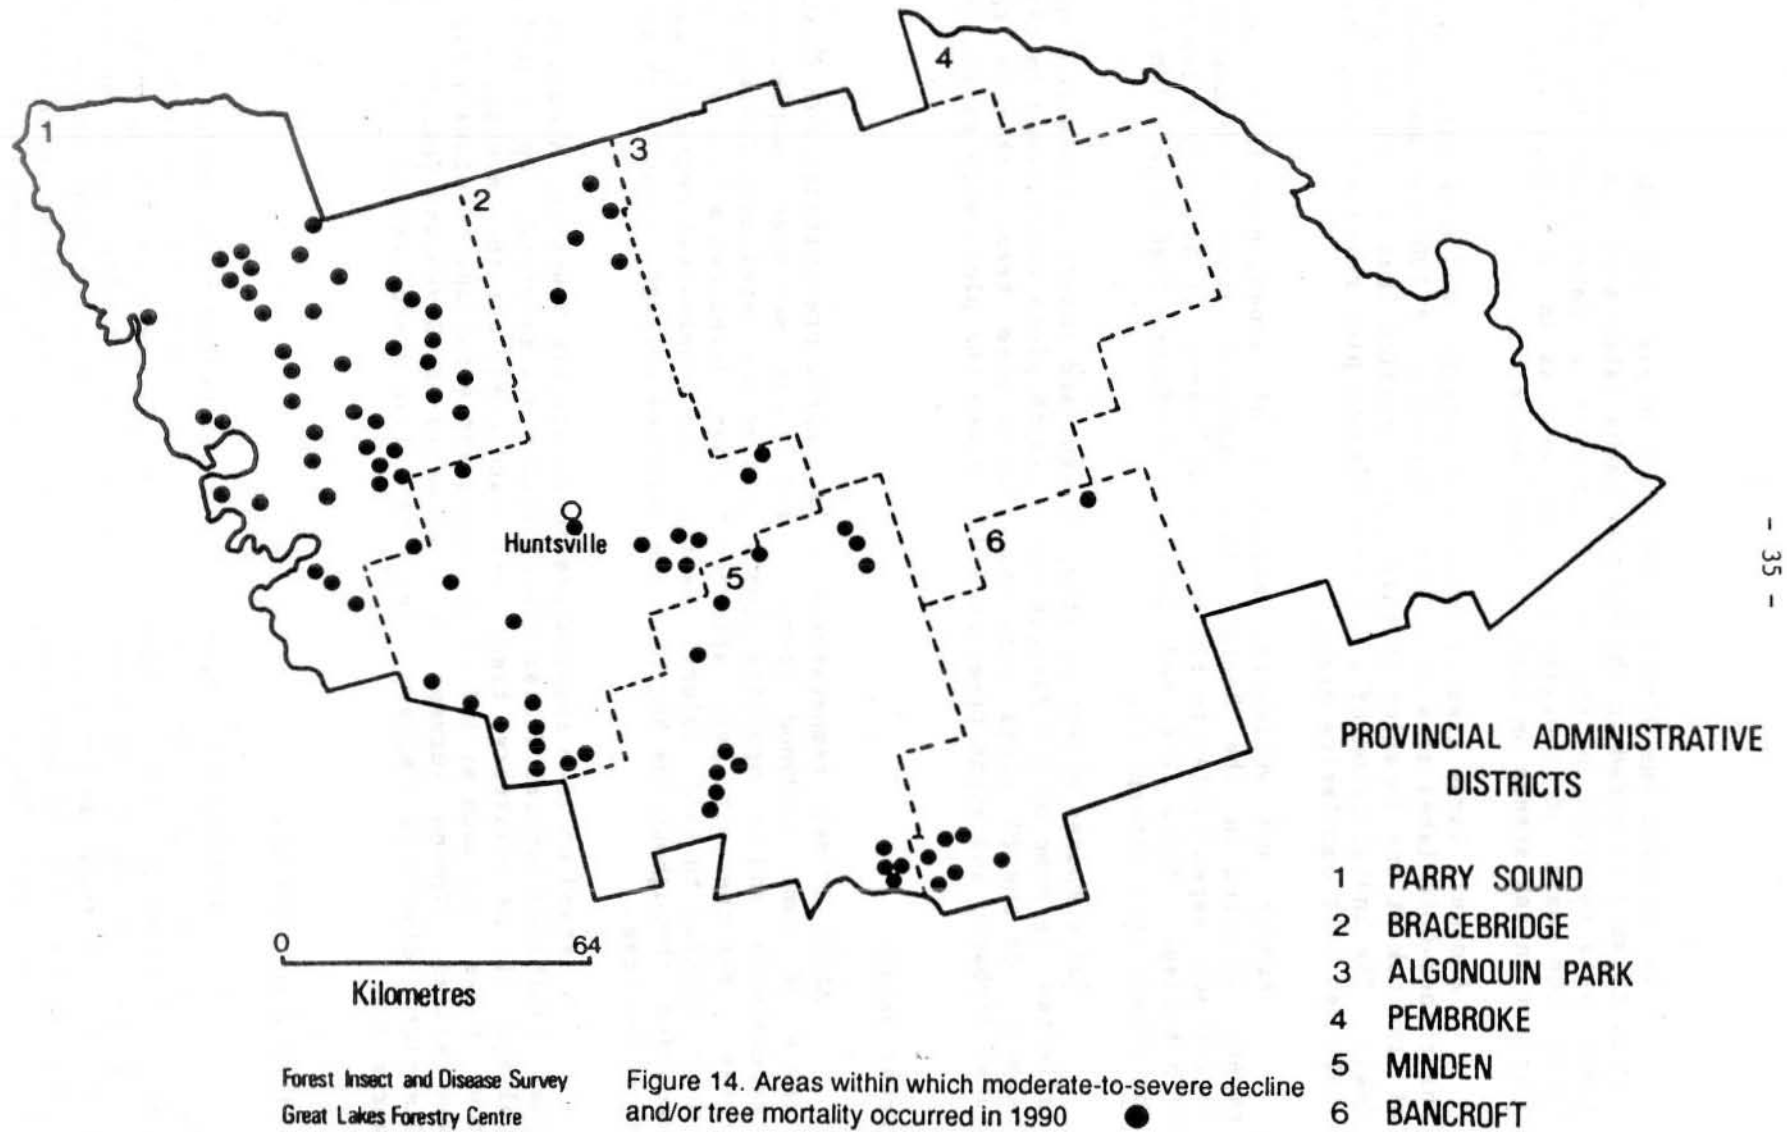 4
1
3
2
Huntsville
5
6
- 35 -
PROVINCIAL ADMINISTRATIVE
DISTRICTS
1 PARRY SOUND
2 BRACEBRIDGE
3 ALGONQUIN PARK
4 PEMBROKE
5 MINDEN
6 BANCROFT
0 64
Kilometres
Forest Insect and Disease Survey
Great Lakes Forestry Centre
Figure 14. Areas within which moderate-to-severe decline
and/or tree mortality occurred in 1990